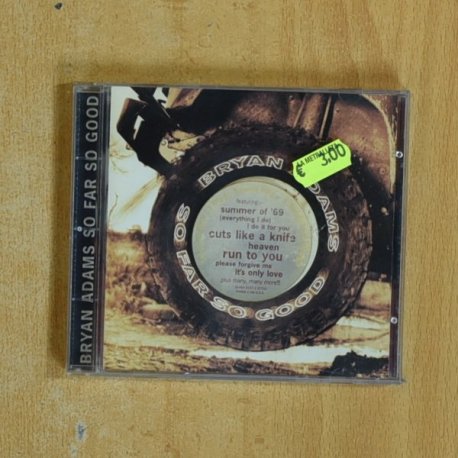 BRYAN ADAMS SO FAR SO GOOD
BRYAN ADAMS
SO FAR SO GOOD
featuring:
summer of '69
(everything I do)
I do it for you
cuts like a knife
heaven
run to you
please forgive me
it's only love
plus many, many more!!
€ 3,00